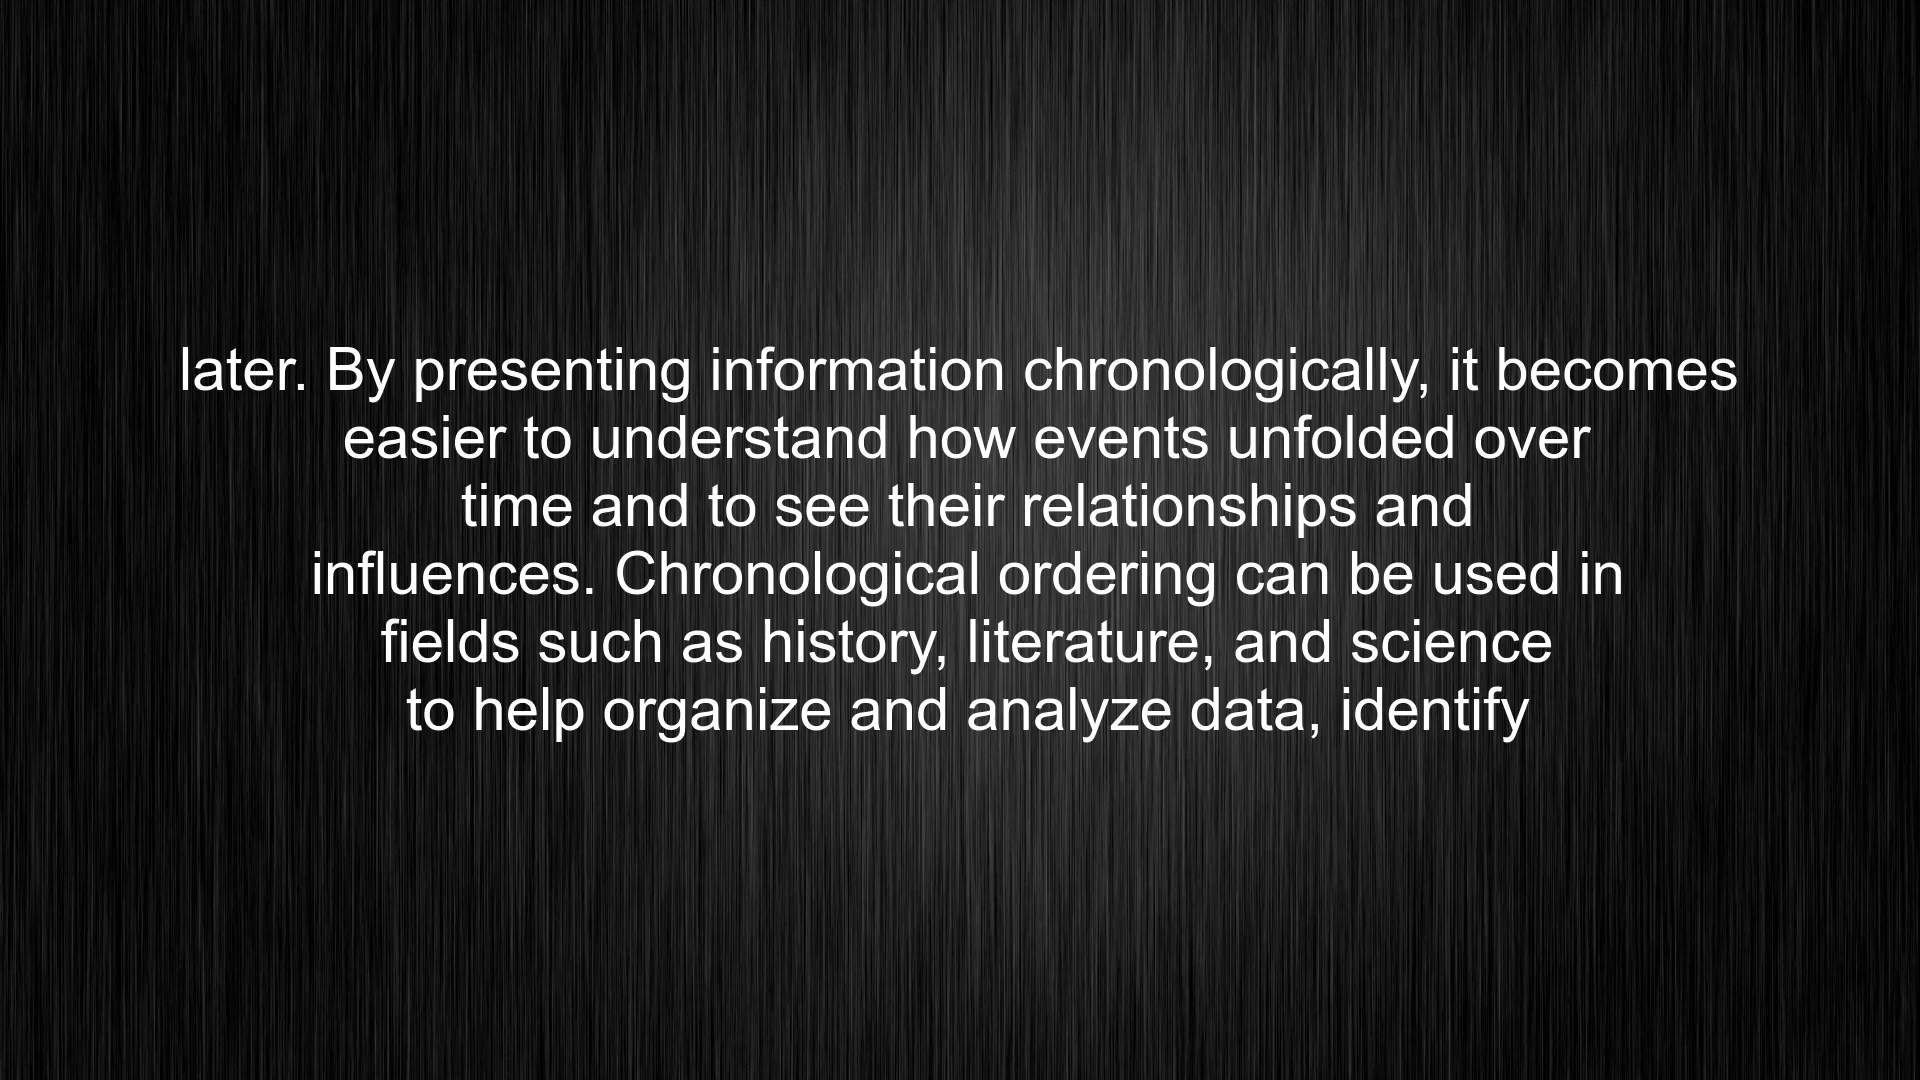 later. By presenting information chronologically, it becomes
easier to understand how events unfolded over
time and to see their relationships and
influences. Chronological ordering can be used in
fields such as history, literature, and science
to help organize and analyze data, identify